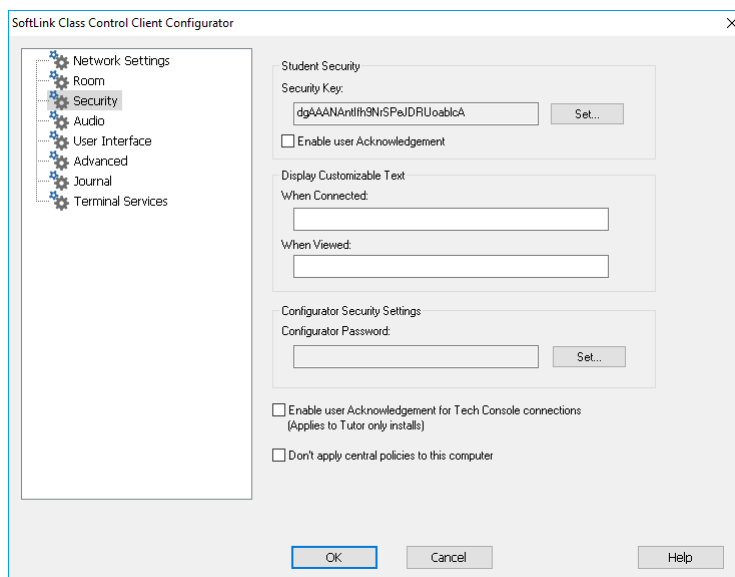 SoftLink Class Control Client Configurator
Network Settings
Room
Security
Audio
User Interface
Advanced
Journal
Terminal Services
Student Security
Security Key:
Set...
Enable user Acknowledgement
Display Customizable Text
When Connected:
When Viewed:
Configurator Security Settings
Configurator Password:
Set...
Enable user Acknowledgement for Tech Console connections
(Applies to Tutor only installs)
Don't apply central policies to this computer
OK
Cancel
Help